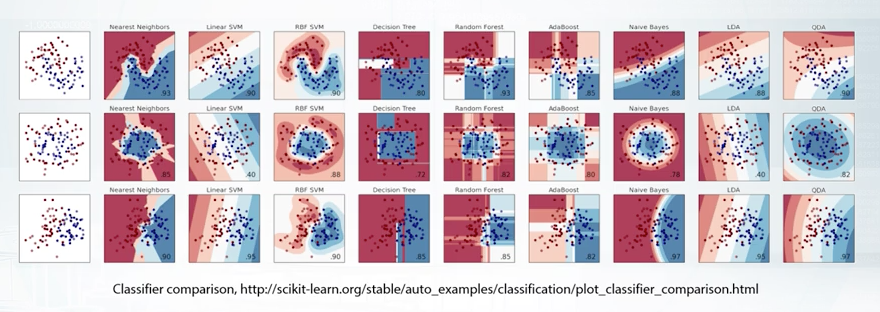 Nearest Neighbors Linear SVM RBF SVM Decision Tree Random Forest AdaBoost Naive Bayes LDA QDA
.93 .90 .90 .80 .93 .85 .88 .88 .90
Nearest Neighbors Linear SVM RBF SVM Decision Tree Random Forest AdaBoost Naive Bayes LDA QDA
.85 .40 .88 .72 .82 .80 .78 .40 .82
Nearest Neighbors Linear SVM RBF SVM Decision Tree Random Forest AdaBoost Naive Bayes LDA QDA
.90 .95 .90 .85 .85 .82 .97 .95 .97
Classifier comparison, http://scikit-learn.org/stable/auto_examples/classification/plot_classifier_comparison.html